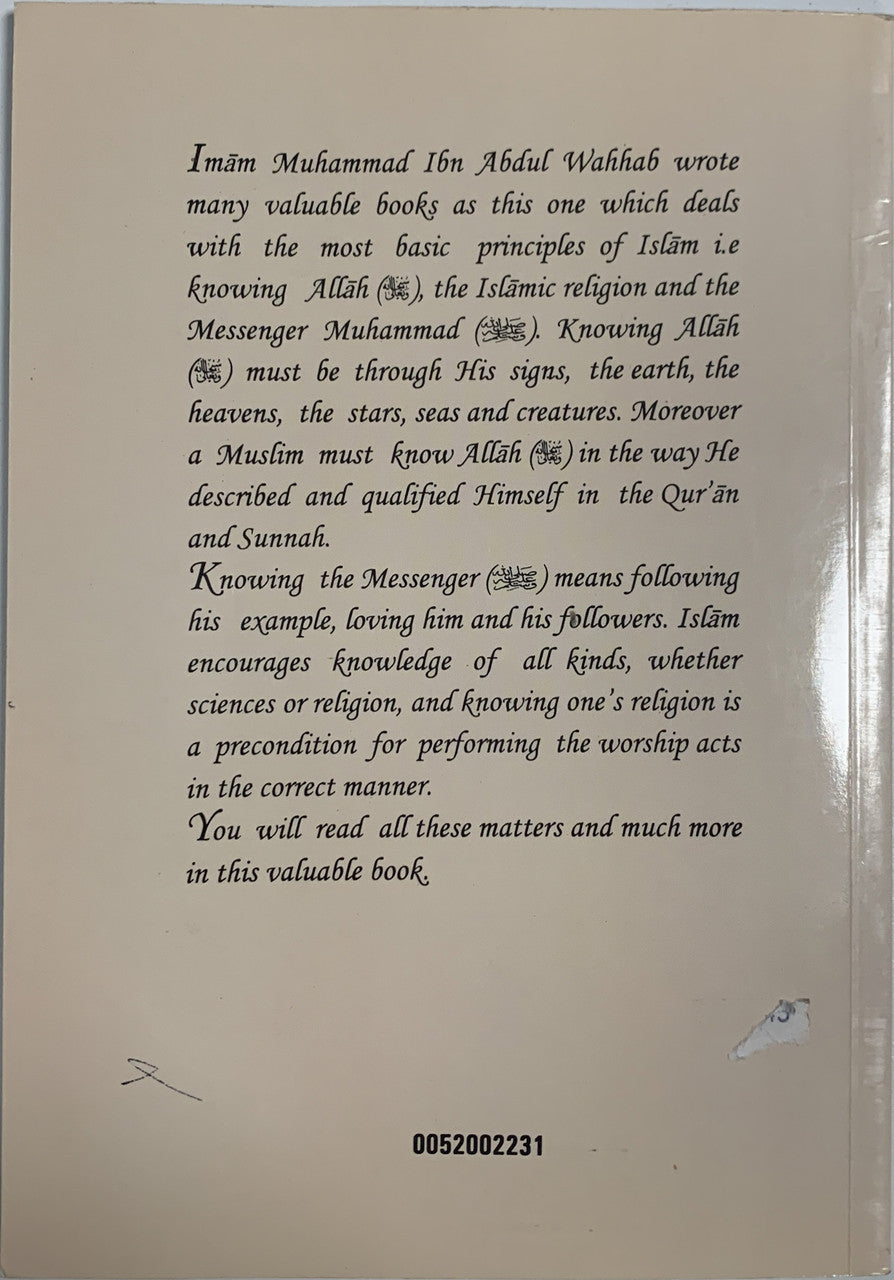 Imām Muhammad Ibn Abdul Wahhab wrote
many valuable books as this one which deals
with the most basic principles of Islām i.e
knowing Allāh (), the Islāmic religion and the
Messenger Muhammad (ﷺ). Knowing Allāh
() must be through His signs, the earth, the
heavens, the stars, seas and creatures. Moreover
a Muslim must know Allāh () in the way He
described and qualified Himself in the Qur'ān
and Sunnah.
Knowing the Messenger (ﷺ) means following
his example, loving him and his followers. Islām
encourages knowledge of all kinds, whether
sciences or religion, and knowing one's religion is
a precondition for performing the worship acts
in the correct manner.
You will read all these matters and much more
in this valuable book.
0052002231